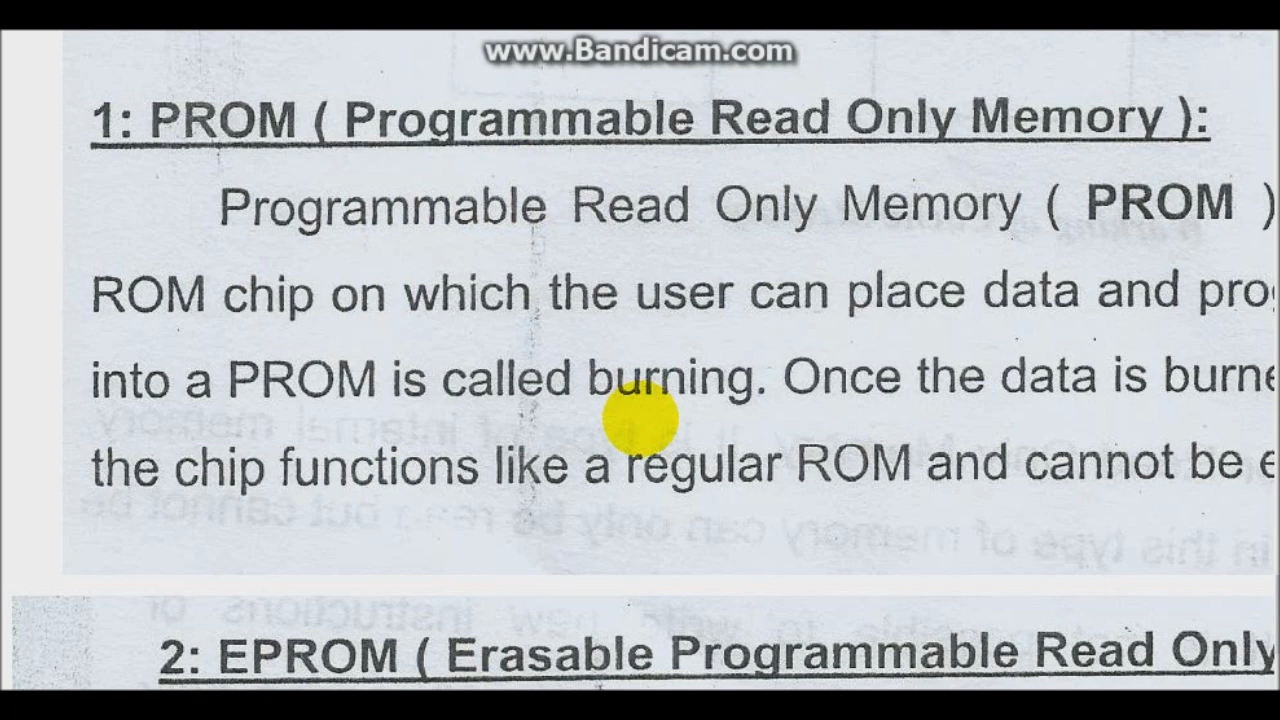 www.Bandicam.com
1: PROM ( Programmable Read Only Memory ):
Programmable Read Only Memory ( PROM )
ROM chip on which the user can place data and
into a PROM is called burning. Once the data is
the chip functions like a regular ROM and cannot be
2: EPROM ( Erasable Programmable Read Only